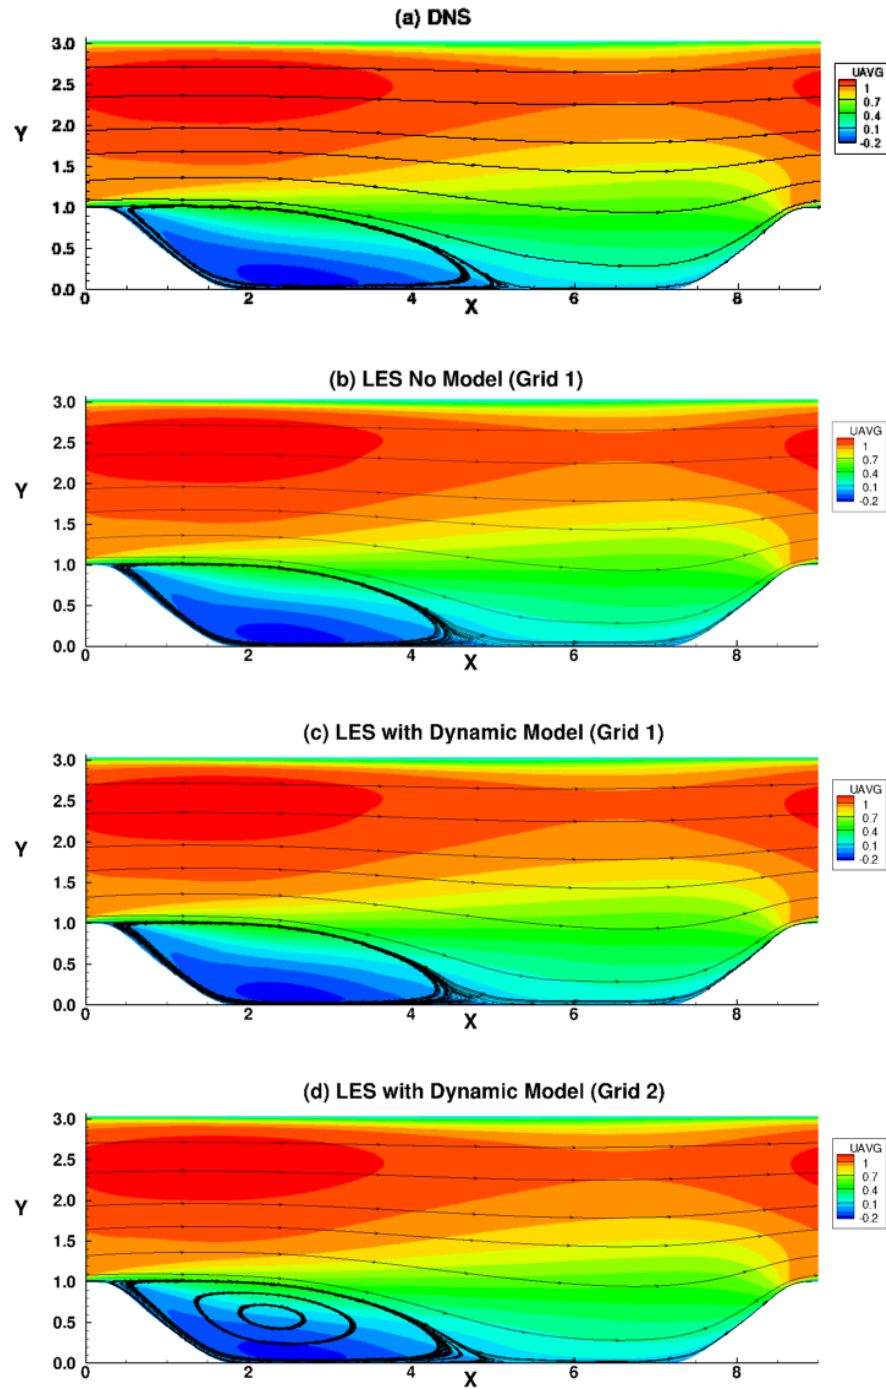 (a) DNS
3.0
2.5
Y 2.0
1.5
1.0
0.5
0.0
0 2 4 6 8
X
UAVG
1
0.7
0.4
0.1
-0.2
(b) LES No Model (Grid 1)
3.0
2.5
Y 2.0
1.5
1.0
0.5
0.0
0 2 4 6 8
X
UAVG
1
0.7
0.4
0.1
-0.2
(c) LES with Dynamic Model (Grid 1)
3.0
2.5
Y 2.0
1.5
1.0
0.5
0.0
0 2 4 6 8
X
UAVG
1
0.7
0.4
0.1
-0.2
(d) LES with Dynamic Model (Grid 2)
3.0
2.5
Y 2.0
1.5
1.0
0.5
0.0
0 2 4 6 8
X
UAVG
1
0.7
0.4
0.1
-0.2